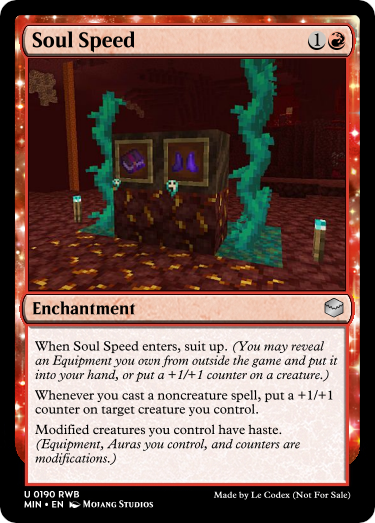 Soul Speed 1
Enchantment
When Soul Speed enters, suit up. (You may reveal
an Equipment you own from outside the game and put it
into your hand, or put a +1/+1 counter on a creature.)
Whenever you cast a noncreature spell, put a +1/+1
counter on target creature you control.
Modified creatures you control have haste.
(Equipment, Auras you control, and counters are
modifications.)
U 0190 RWB
MIN • EN Mojang Studios
Made by Le Codex (Not For Sale)